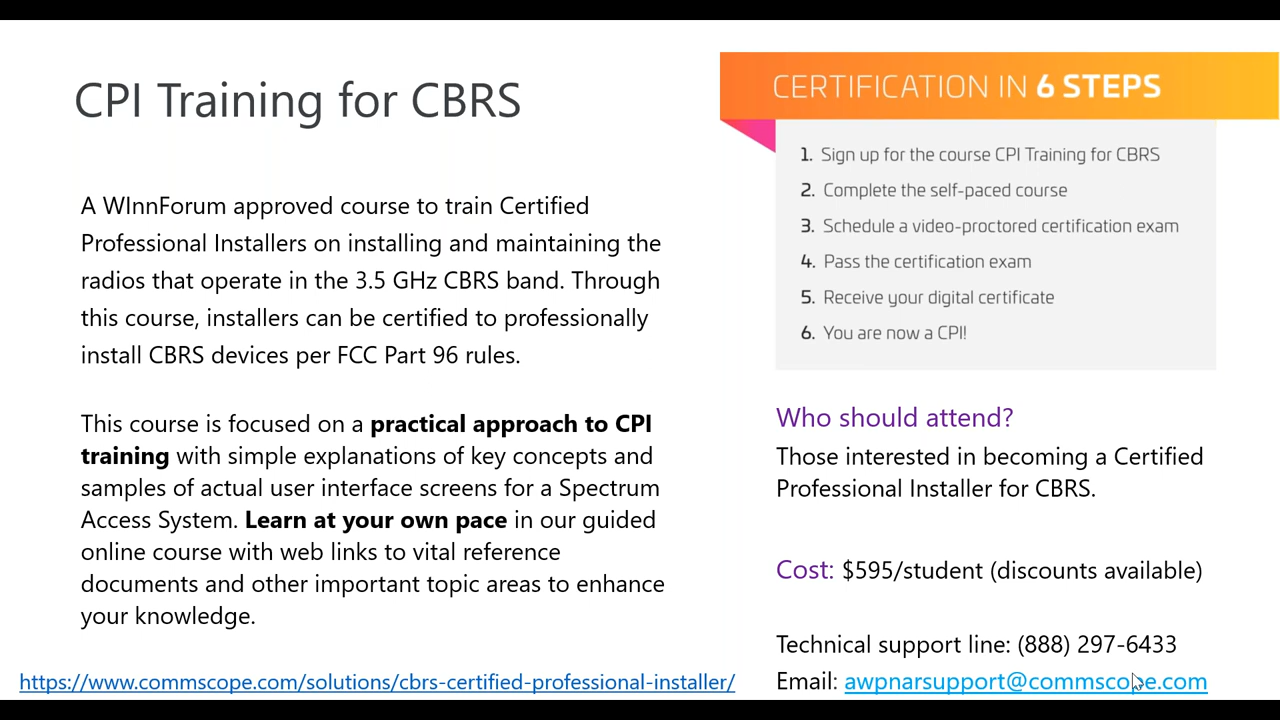 CPI Training for CBRS
A WInnForum approved course to train Certified
Professional Installers on installing and maintaining the
radios that operate in the 3.5 GHz CBRS band. Through
this course, installers can be certified to professionally
install CBRS devices per FCC Part 96 rules.
This course is focused on a practical approach to CPI
training with simple explanations of key concepts and
samples of actual user interface screens for a Spectrum
Access System. Learn at your own pace in our guided
online course with web links to vital reference
documents and other important topic areas to enhance
your knowledge.
https://www.commscope.com/solutions/cbrs-certified-professional-installer/
CERTIFICATION IN 6 STEPS
1. Sign up for the course CPI Training for CBRS
2. Complete the self-paced course
3. Schedule a video-proctored certification exam
4. Pass the certification exam
5. Receive your digital certificate
6. You are now a CPI!
Who should attend?
Those interested in becoming a Certified
Professional Installer for CBRS.
Cost: $595/student (discounts available)
Technical support line: (888) 297-6433
Email: awpnarsupport@commscope.com